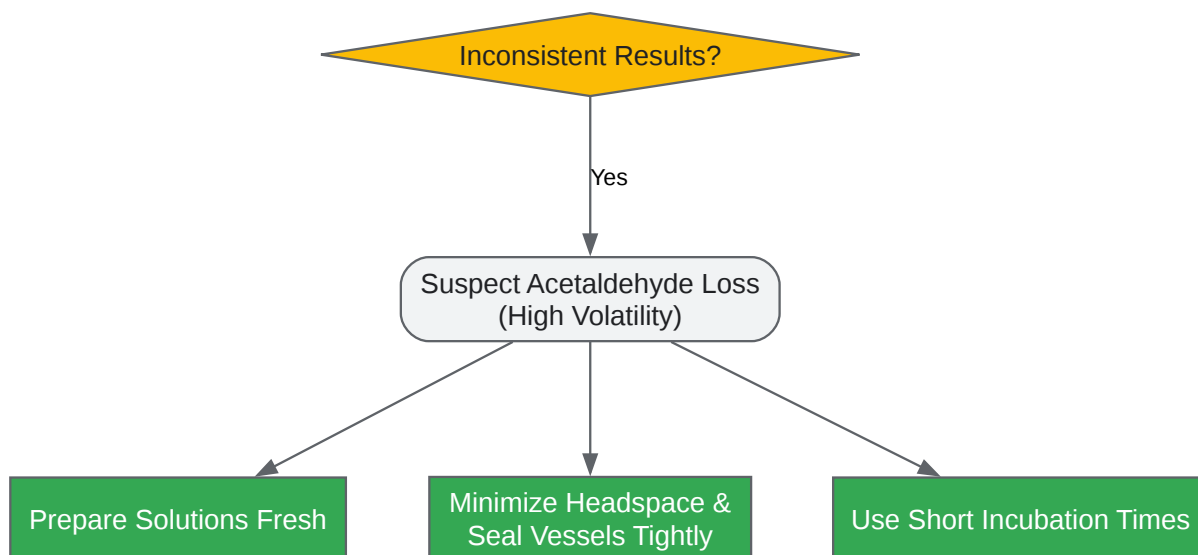 Inconsistent Results?
Yes
Suspect Acetaldehyde Loss
(High Volatility)
Prepare Solutions Fresh
Minimize Headspace &
Seal Vessels Tightly
Use Short Incubation Times